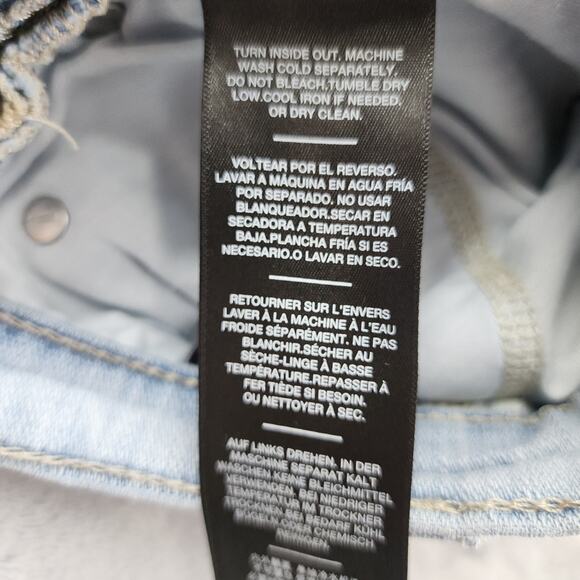 TURN INSIDE OUT. MACHINE
WASH COLD SEPARATELY.
DO NOT BLEACH.TUMBLE DRY
LOW.COOL IRON IF NEEDED.
OR DRY CLEAN.
VOLTEAR POR EL REVERSO.
LAVAR A MÁQUINA EN AGUA FRÍA
POR SEPARADO. NO USAR
BLANQUEADOR.SECAR EN
SECADORA A TEMPERATURA
BAJA.PLANCHA FRÍA SI ES
NECESARIO.O LAVAR EN SECO.
RETOURNER SUR L'ENVERS
LAVER À LA MACHINE À L'EAU
FROIDE SÉPARÉMENT. NE PAS
BLANCHIR.SÉCHER AU
SÈCHE-LINGE À BASSE
TEMPÉRATURE.REPASSER À
FER TIÈDE SI BESOIN.
OU NETTOYER À SEC.
AUF LINKS DREHEN. IN DER
MASCHINE SEPARAT KALT
WASCHEN.KEINE BLEICHMITTEL
VERWENDEN. BEI NIEDRIGER
TEMPERATUR IM TROCKNER
TROCKNEN.BEI BEDARF KÜHL
BÜGELN.ODER CHEMISCH
REINIGEN